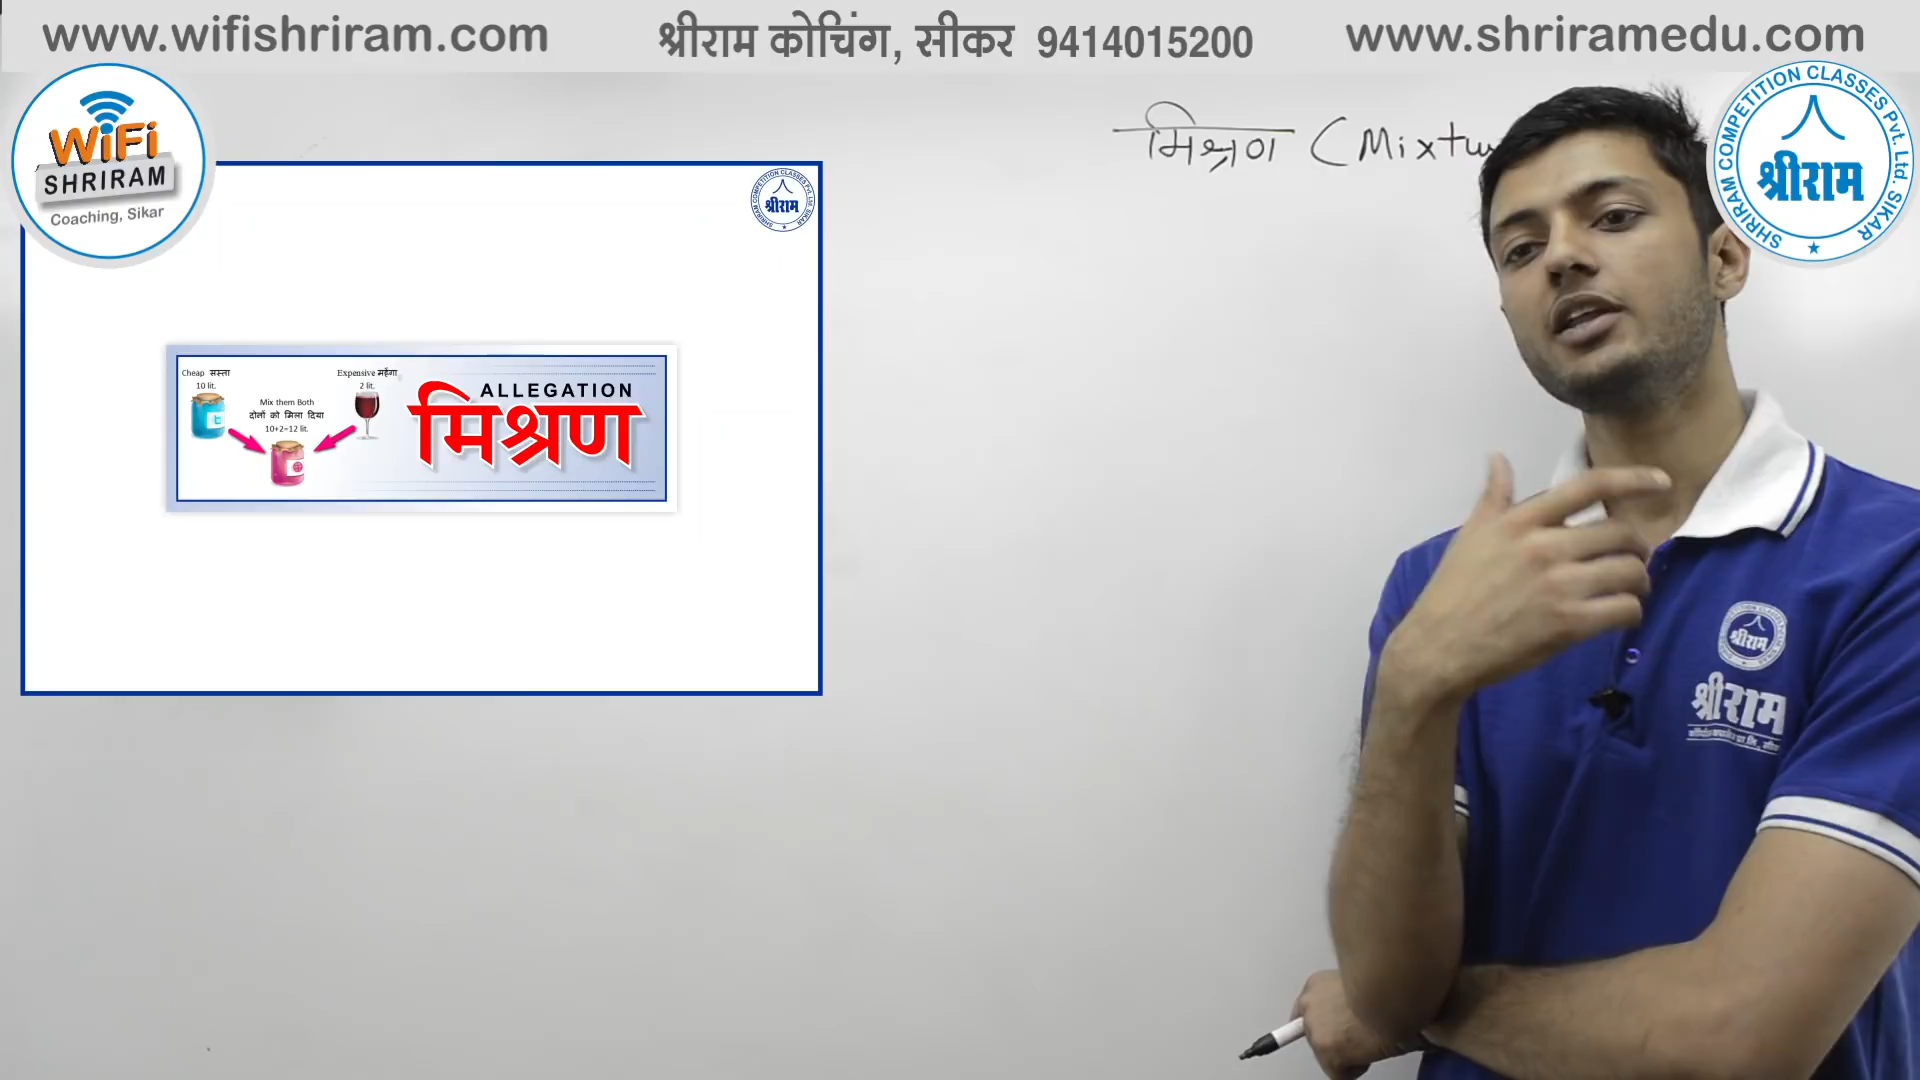 www.wifishriram.com
श्रीराम कोचिंग, सीकर 9414015200
www.shriramedu.com
WiFi
SHRIRAM
Coaching, Sikar
मिश्रण (Mixtu
SHRIRAM COMPETITION CLASSES Pvt. Ltd. SIKAR
श्रीराम
श्रीराम
Cheap सस्ता
10 lit.
Expensive महँगा
2 lit.
Mix them Both
दोनों को मिला दिया
10+2=12 lit.
ALLEGATION
मिश्रण
श्रीराम
श्रीराम